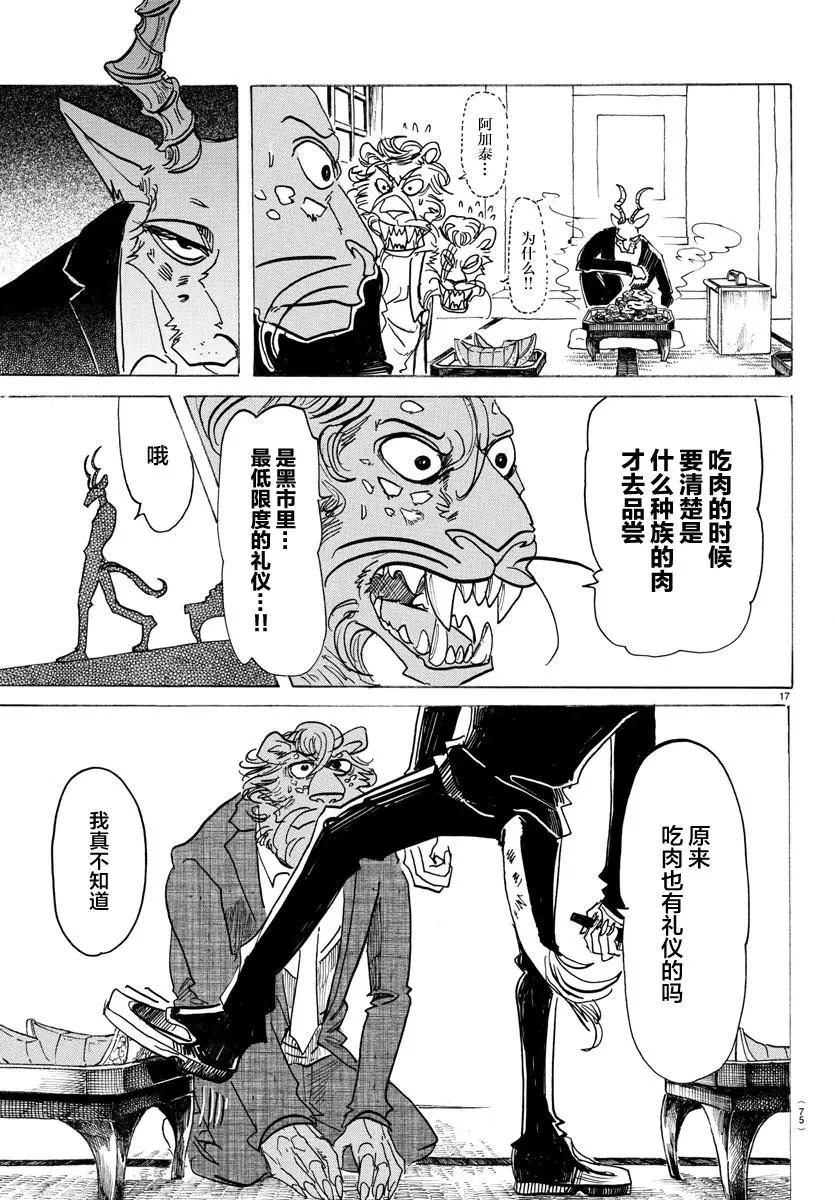 阿加泰…
为什么!!
吃肉的时候
要清楚是
什么种族的肉
才去品尝
是黑市里…
最低限度的礼仪…!!
哦
17
原来
吃肉也有礼仪的吗
我真不知道
(75)